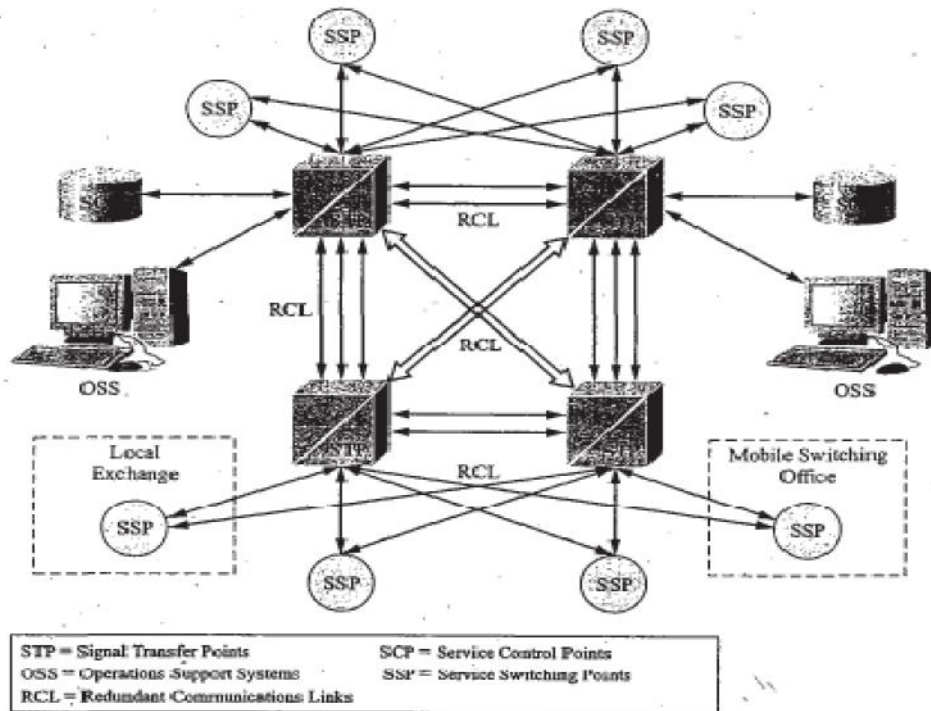 SSP
SSP
SSP
SSP
RCL
RCL
RCL
OSS
OSS
STP
RCL
Local
Exchange
SSP
Mobile Switching
Office
SSP
SSP
SSP
STP = Signal Transfer Points
SCP = Service Control Points
OSS = Operations Support Systems
SSP = Service Switching Points
RCL = Redundant Communications Links